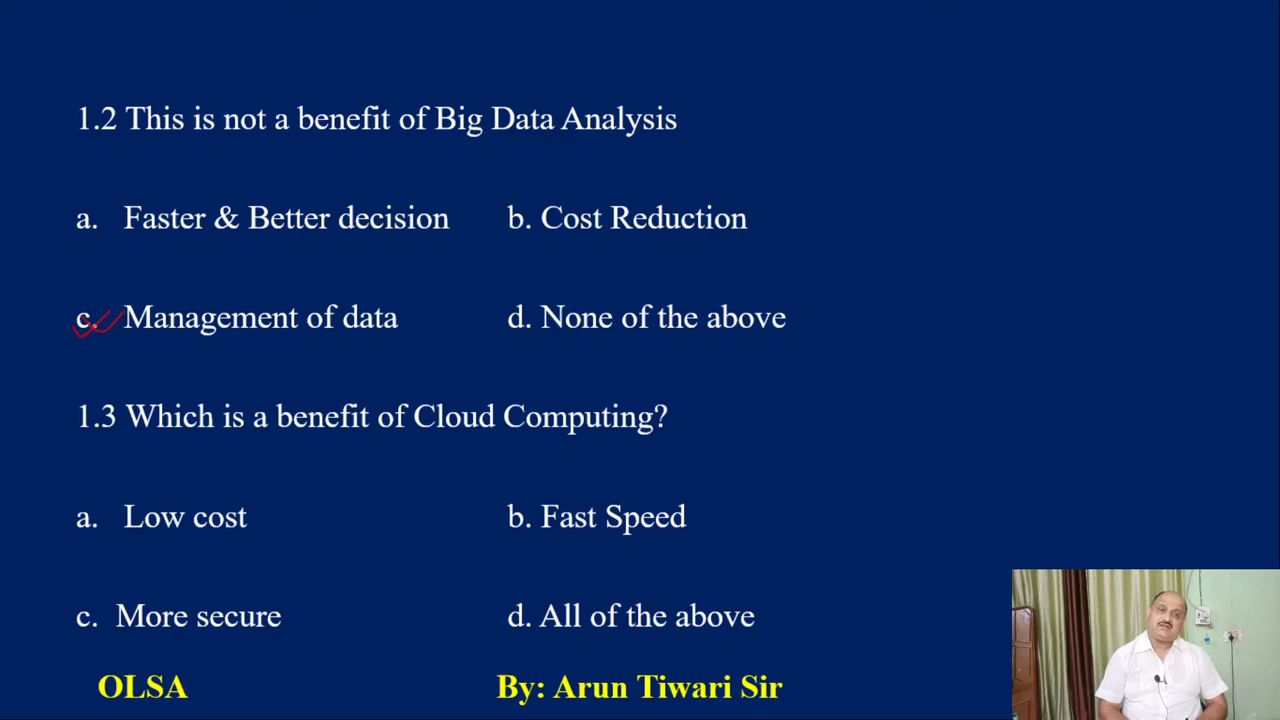 1.2 This is not a benefit of Big Data Analysis
a. Faster & Better decision b. Cost Reduction
c. Management of data d. None of the above
1.3 Which is a benefit of Cloud Computing?
a. Low cost b. Fast Speed
c. More secure d. All of the above
OLSA By: Arun Tiwari Sir